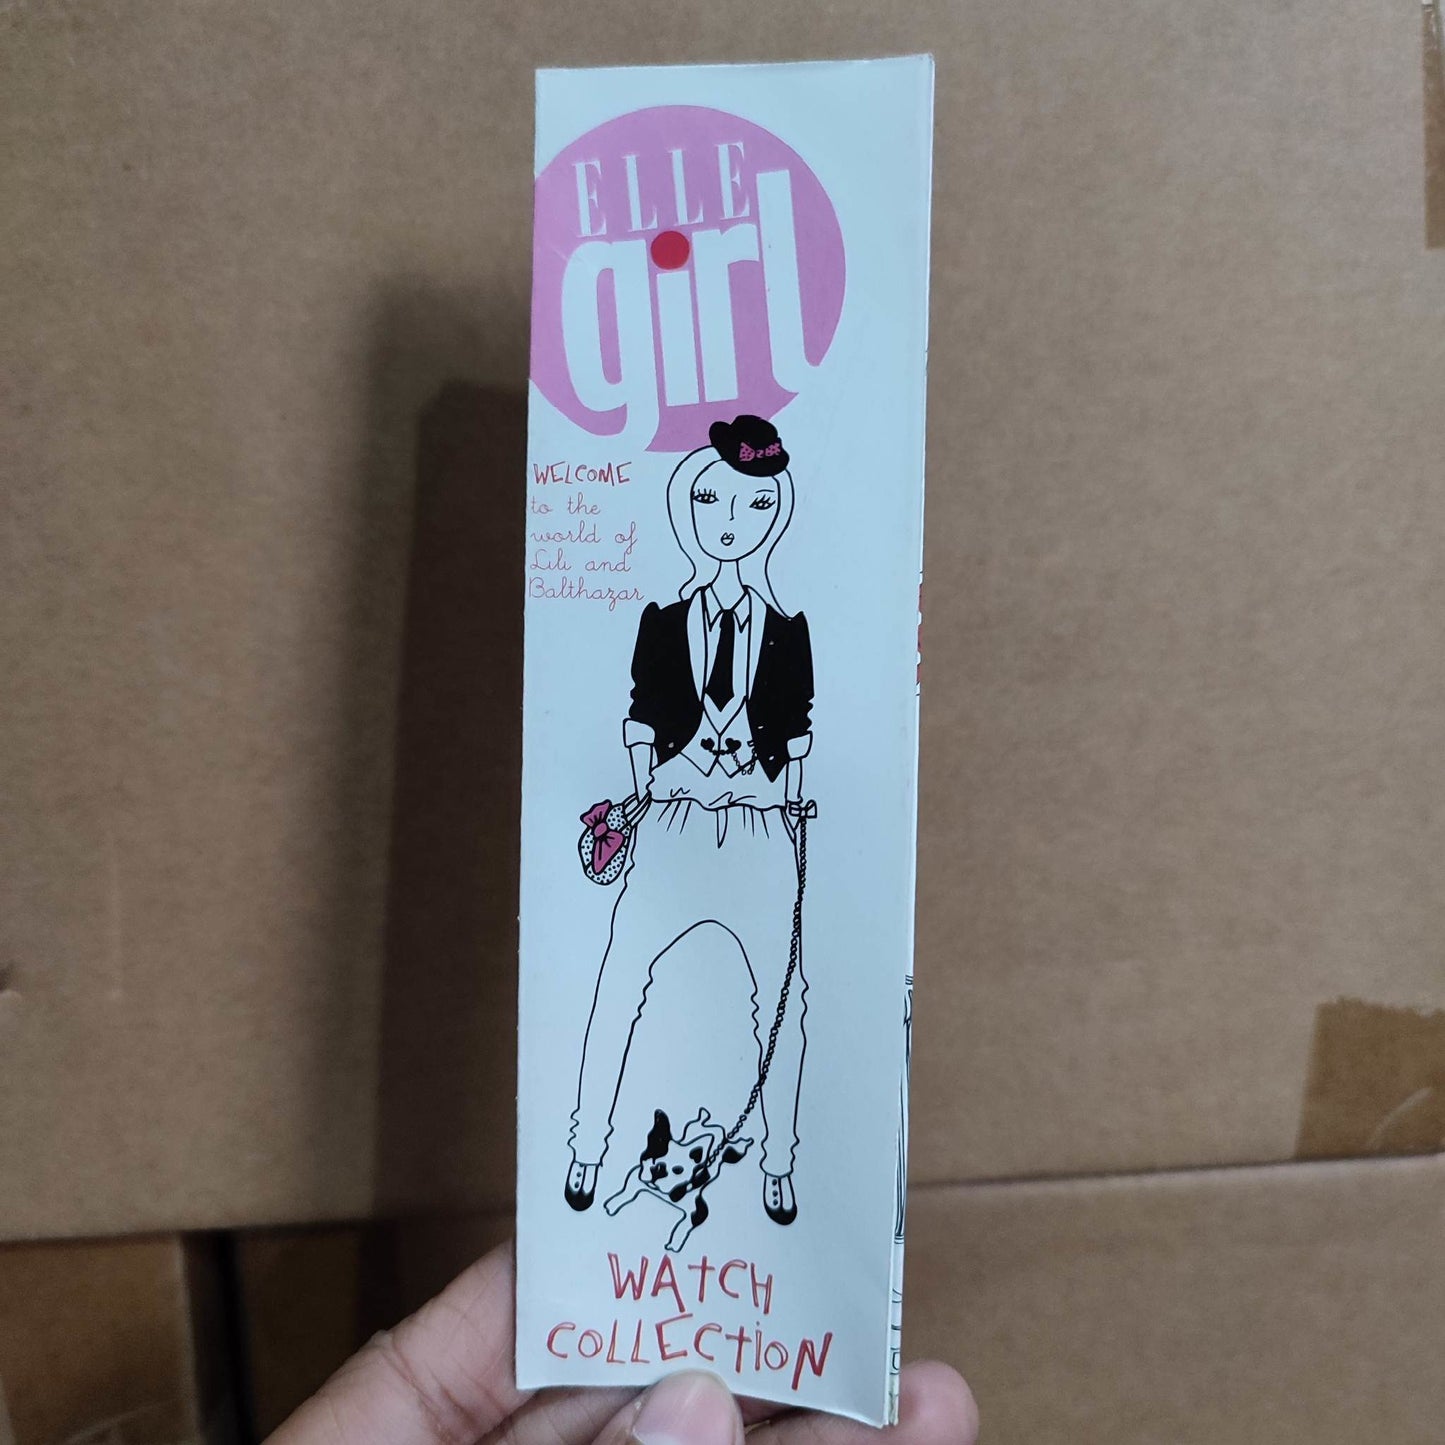 ELLE
girl
WELCOME
to the
world of
Lili and
Balthazar
WATCH
COLLECTION